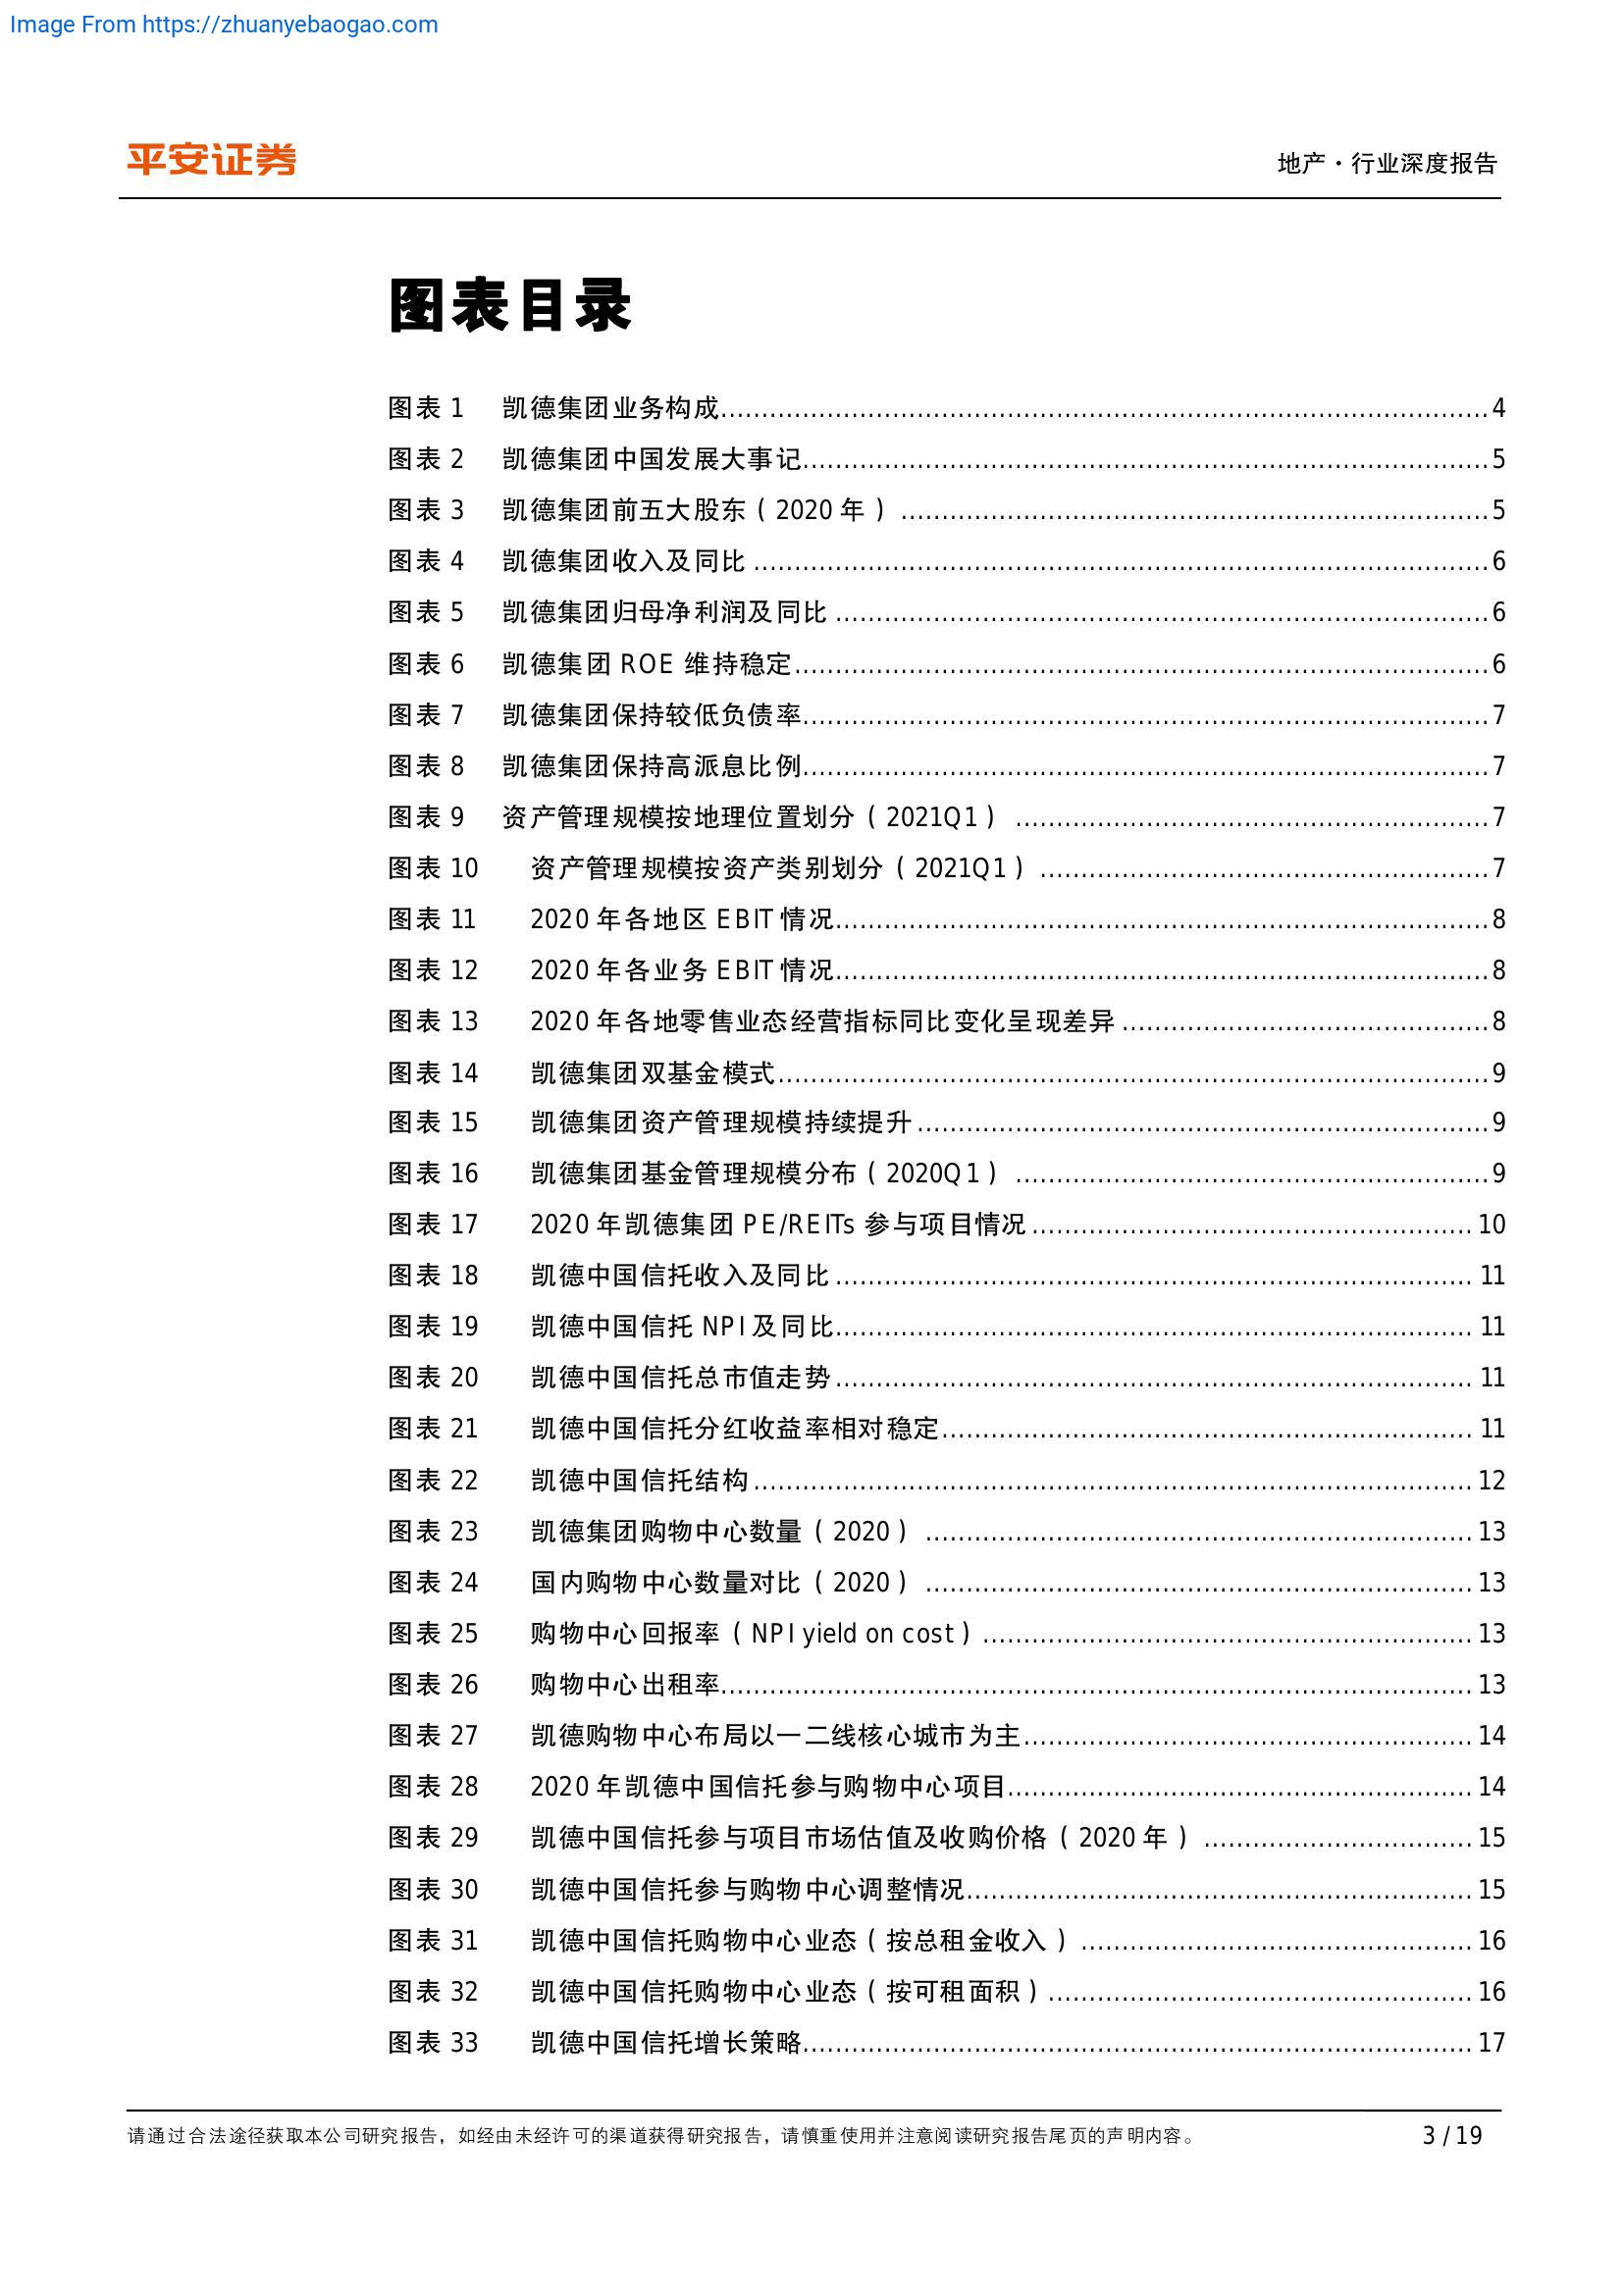 Image From https://zhuanyebaogao.com
平安证券
地产·行业深度报告
图表目录
图表 1 凯德集团业务构成 4
图表 2 凯德集团中国发展大事记 5
图表 3 凯德集团前五大股东（2020 年） 5
图表 4 凯德集团收入及同比 6
图表 5 凯德集团归母净利润及同比 6
图表 6 凯德集团 ROE 维持稳定 6
图表 7 凯德集团保持较低负债率 7
图表 8 凯德集团保持高派息比例 7
图表 9 资产管理规模按地理位置划分（2021Q1） 7
图表 10 资产管理规模按资产类别划分（2021Q1） 7
图表 11 2020 年各地区 EBIT 情况 8
图表 12 2020 年各业务 EBIT 情况 8
图表 13 2020 年各地零售业态经营指标同比变化呈现差异 8
图表 14 凯德集团双基金模式 9
图表 15 凯德集团资产管理规模持续提升 9
图表 16 凯德集团基金管理规模分布（2020Q1） 9
图表 17 2020 年凯德集团 PE/REITs 参与项目情况 10
图表 18 凯德中国信托收入及同比 11
图表 19 凯德中国信托 NPI 及同比 11
图表 20 凯德中国信托总市值走势 11
图表 21 凯德中国信托分红收益率相对稳定 11
图表 22 凯德中国信托结构 12
图表 23 凯德集团购物中心数量（2020） 13
图表 24 国内购物中心数量对比（2020） 13
图表 25 购物中心回报率（NPI yield on cost） 13
图表 26 购物中心出租率 13
图表 27 凯德购物中心布局以一二线核心城市为主 14
图表 28 2020 年凯德中国信托参与购物中心项目 14
图表 29 凯德中国信托参与项目市场估值及收购价格（2020 年） 15
图表 30 凯德中国信托参与购物中心调整情况 15
图表 31 凯德中国信托购物中心业态（按总租金收入） 16
图表 32 凯德中国信托购物中心业态（按可租面积） 16
图表 33 凯德中国信托增长策略 17
请通过合法途径获取本公司研究报告，如经由未经许可的渠道获得研究报告，请慎重使用并注意阅读研究报告尾页的声明内容。
3 / 19